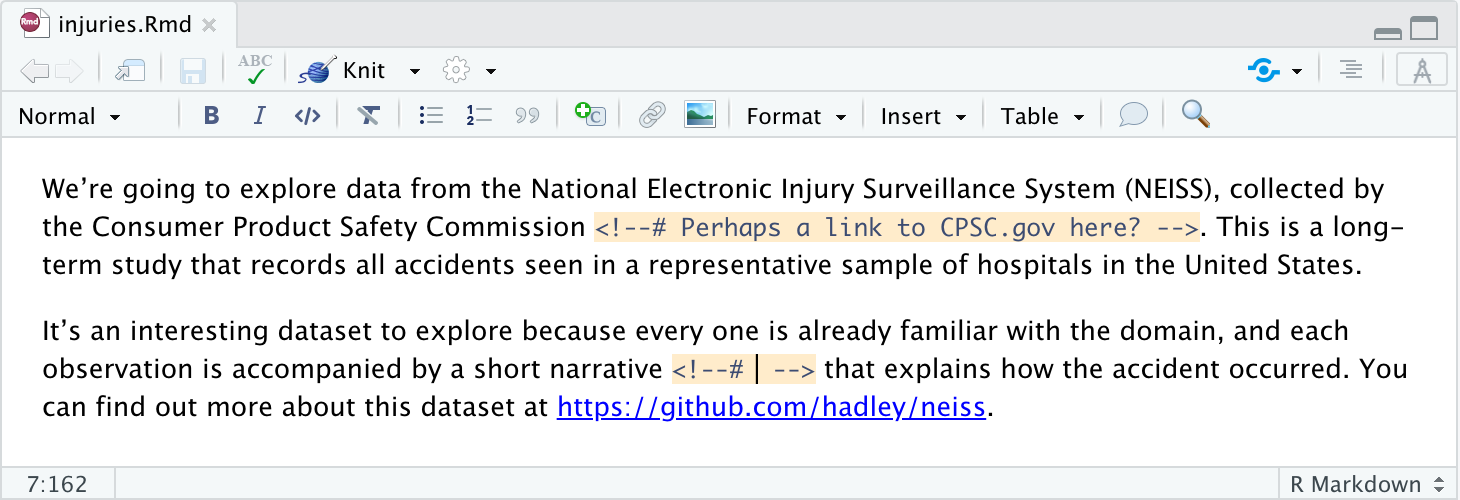 Rmd injuries.Rmd
ABC Knit
Normal B I </> T 1 2 C Format Insert Table
We’re going to explore data from the National Electronic Injury Surveillance System (NEISS), collected by
the Consumer Product Safety Commission <!--# Perhaps a link to CPSC.gov here? -->. This is a long-
term study that records all accidents seen in a representative sample of hospitals in the United States.
It’s an interesting dataset to explore because every one is already familiar with the domain, and each
observation is accompanied by a short narrative <!--# --> that explains how the accident occurred. You
can find out more about this dataset at https://github.com/hadley/neiss.
7:162 R Markdown